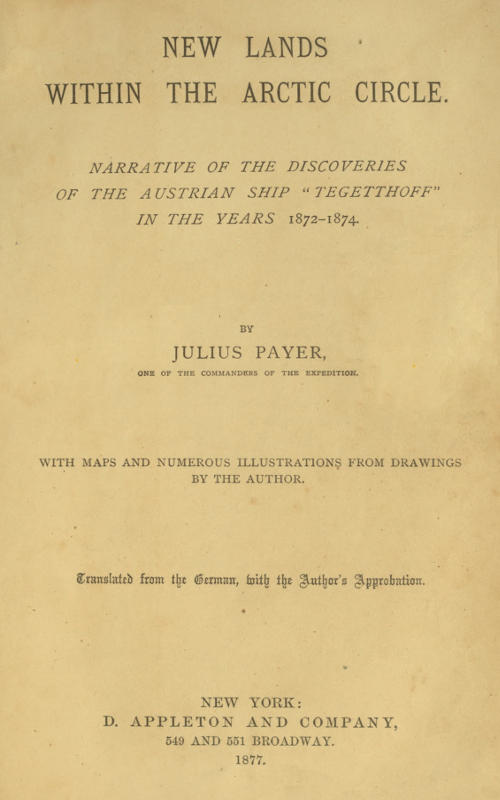 NEW LANDS
WITHIN THE ARCTIC CIRCLE.
NARRATIVE OF THE DISCOVERIES
OF THE AUSTRIAN SHIP "TEGETTHOFF"
IN THE YEARS 1872–1874.
BY
JULIUS PAYER,
ONE OF THE COMMANDERS OF THE EXPEDITION.
WITH MAPS AND NUMEROUS ILLUSTRATIONS FROM DRAWINGS
BY THE AUTHOR.
Translated from the German, with the Author's Approbation.
NEW YORK:
D. APPLETON AND COMPANY,
549 AND 551 BROADWAY.
1877.